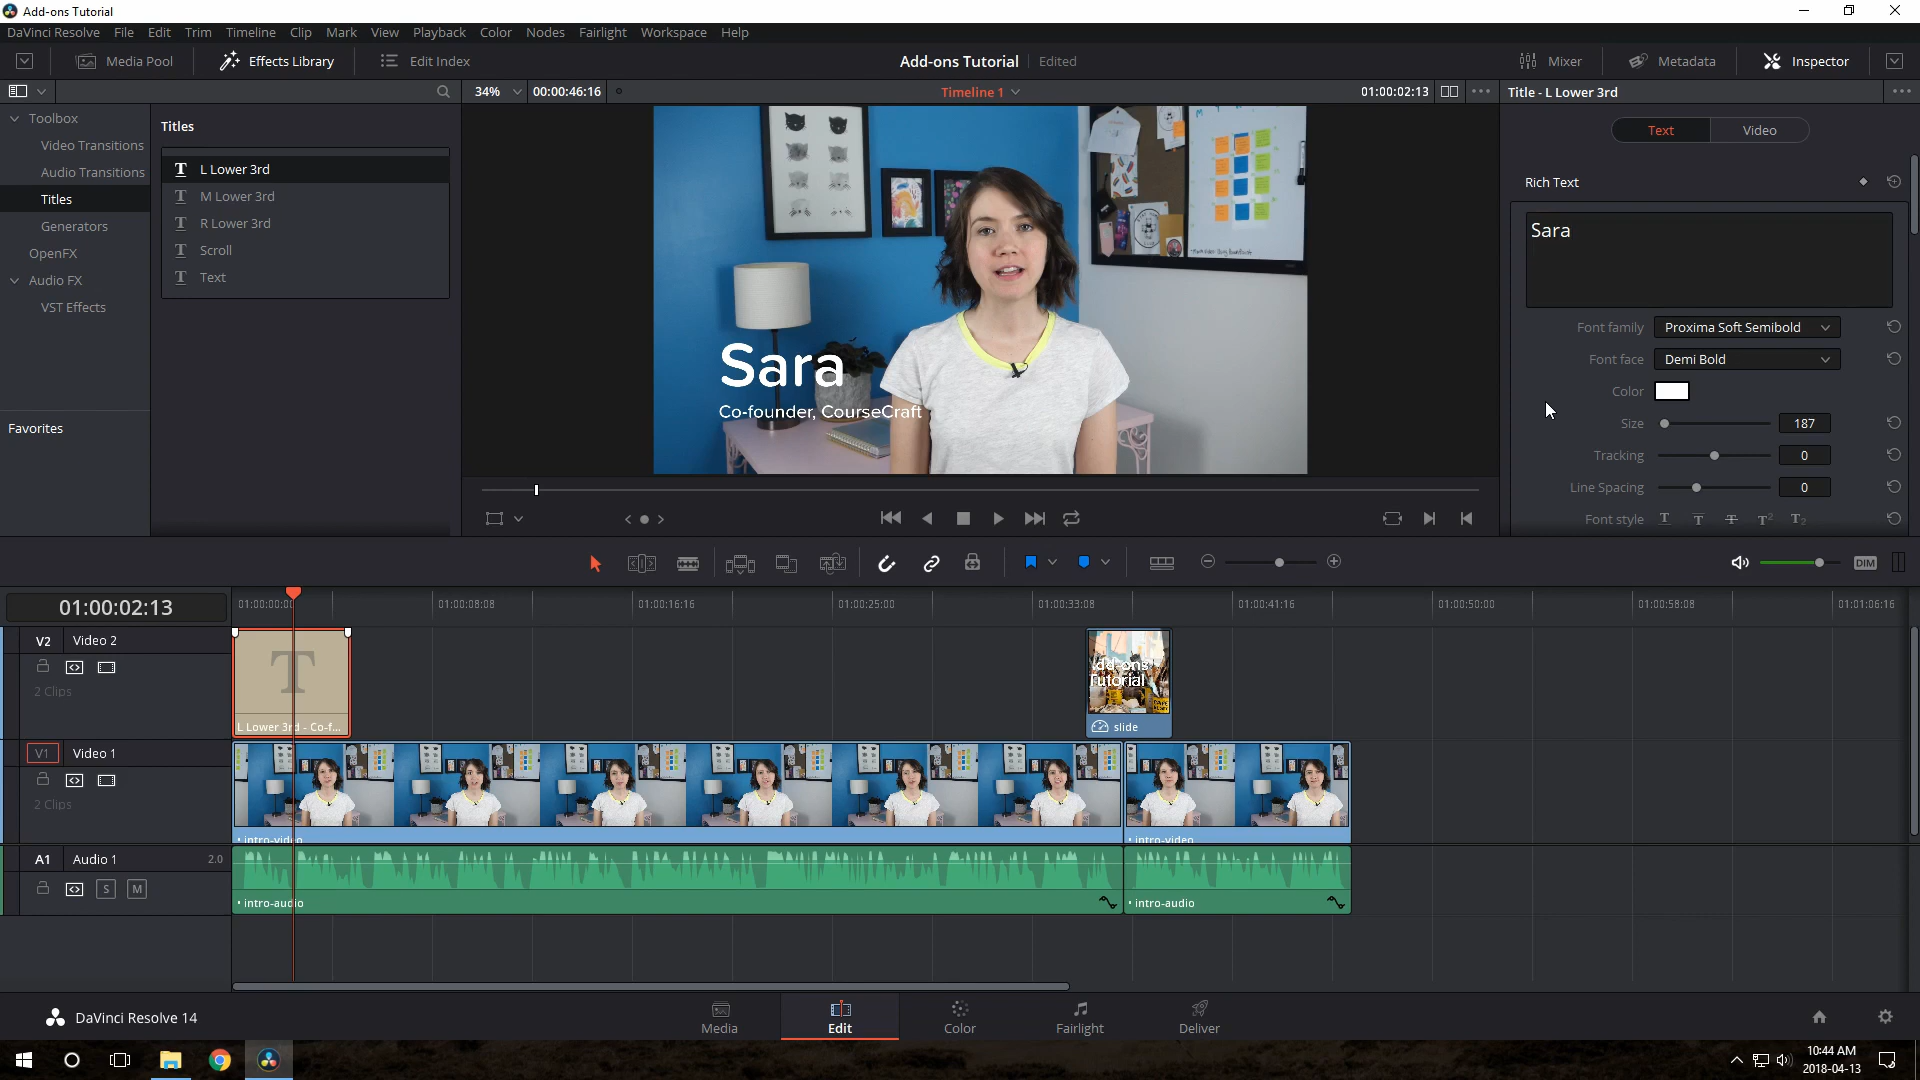 Add-ons Tutorial
DaVinci Resolve File Edit Trim Timeline Clip Mark View Playback Color Nodes Fairlight Workspace Help
Media Pool Effects Library Edit Index Add-ons Tutorial Edited Mixer Metadata Inspector
34% 00:00:46:16 Timeline 1 01:00:02:13 Title - L Lower 3rd
Toolbox
Video Transitions
Audio Transitions
Titles
Generators
OpenFX
Audio FX
VST Effects
Favorites
Titles
L Lower 3rd
M Lower 3rd
R Lower 3rd
Scroll
Text
Sara
Co-founder, CourseCraft
Text Video
Rich Text
Sara
Font family Proxima Soft Semibold
Font face Demi Bold
Color
Size 187
Tracking 0
Line Spacing 0
Font style T T T T² T₂
DIM
01:00:02:13 01:00:00:00 01:00:08:08 01:00:16:16 01:00:25:00 01:00:33:08 01:00:41:16 01:00:50:00 01:00:58:08 01:01:06:16
V2 Video 2
2 Clips
T
L Lower 3rd - Co-f...
Add-ons
Tutorial
slide
V1 Video 1
2 Clips
intro-video intro-video
A1 Audio 1 2.0
S M
intro-audio intro-audio
DaVinci Resolve 14 Media Edit Color Fairlight Deliver
10:44 AM
2018-04-13